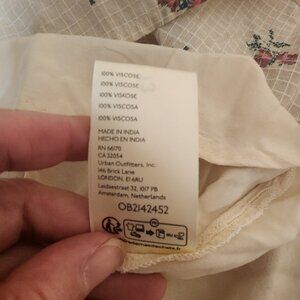 100% VISCOSE
100% VISCOSE
100% VISKOSE
100% VISCOSA
100% VISCOSA
MADE IN INDIA
HECHO EN INDIA
RN 66170
CA 32054
Urban Outfitters, Inc.
146 Brick Lane
LONDON, E1 6RU
Leidsestraat 32, 1017 PB
Amsterdam, Netherlands
OB2142452
FR